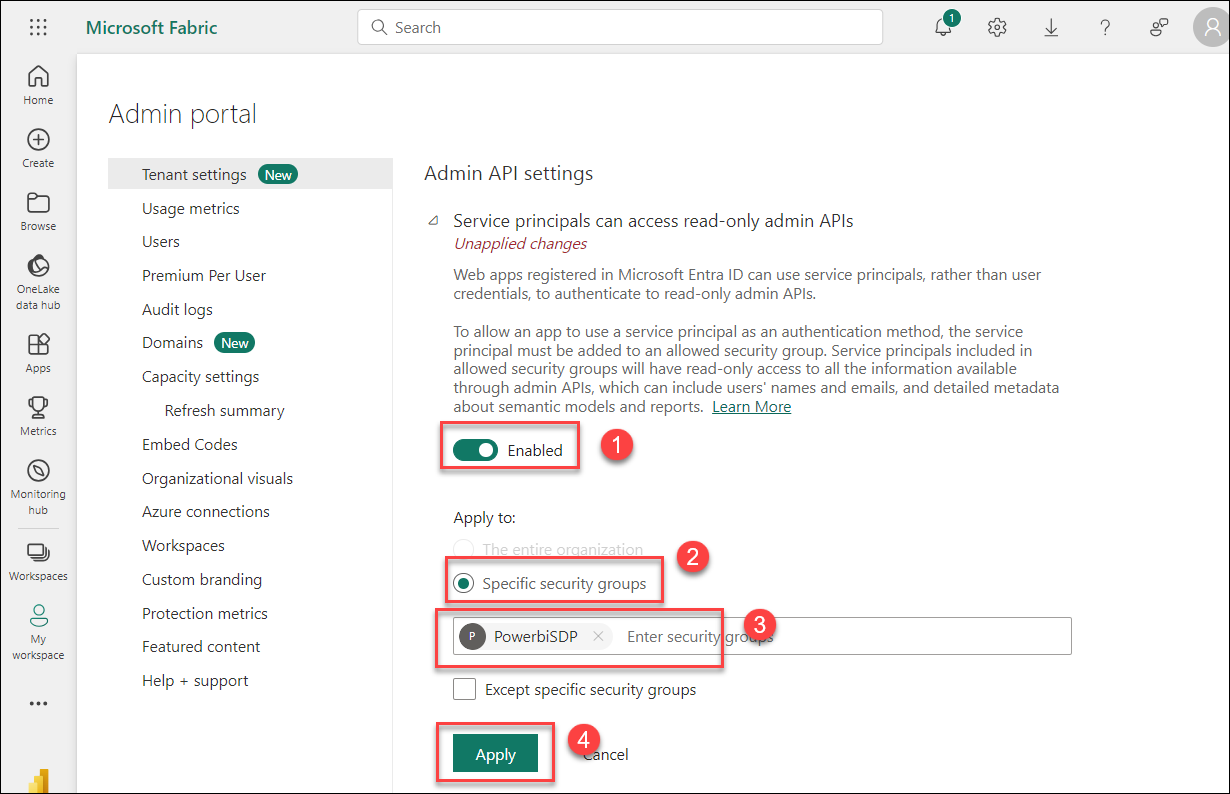 Microsoft Fabric
Search
1
Home
Create
Browse
OneLake
data hub
Apps
Metrics
Monitoring
hub
Workspaces
My
workspace
Admin portal
Tenant settings New
Usage metrics
Users
Premium Per User
Audit logs
Domains New
Capacity settings
Refresh summary
Embed Codes
Organizational visuals
Azure connections
Workspaces
Custom branding
Protection metrics
Featured content
Help + support
Admin API settings
Service principals can access read-only admin APIs
Unapplied changes
Web apps registered in Microsoft Entra ID can use service principals, rather than user
credentials, to authenticate to read-only admin APIs.
To allow an app to use a service principal as an authentication method, the service
principal must be added to an allowed security group. Service principals included in
allowed security groups will have read-only access to all the information available
through admin APIs, which can include users' names and emails, and detailed metadata
about semantic models and reports. Learn More
Enabled 1
Apply to:
The entire organization
2
Specific security groups
P PowerbiSDP Enter security groups 3
Except specific security groups
Apply 4 Cancel